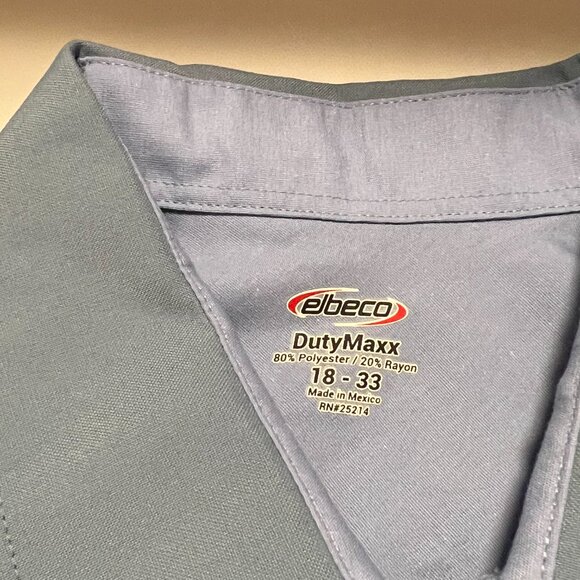 elbeco
DutyMaxx
80% Polyester / 20% Rayon
18 - 33
Made in Mexico
RN#25214